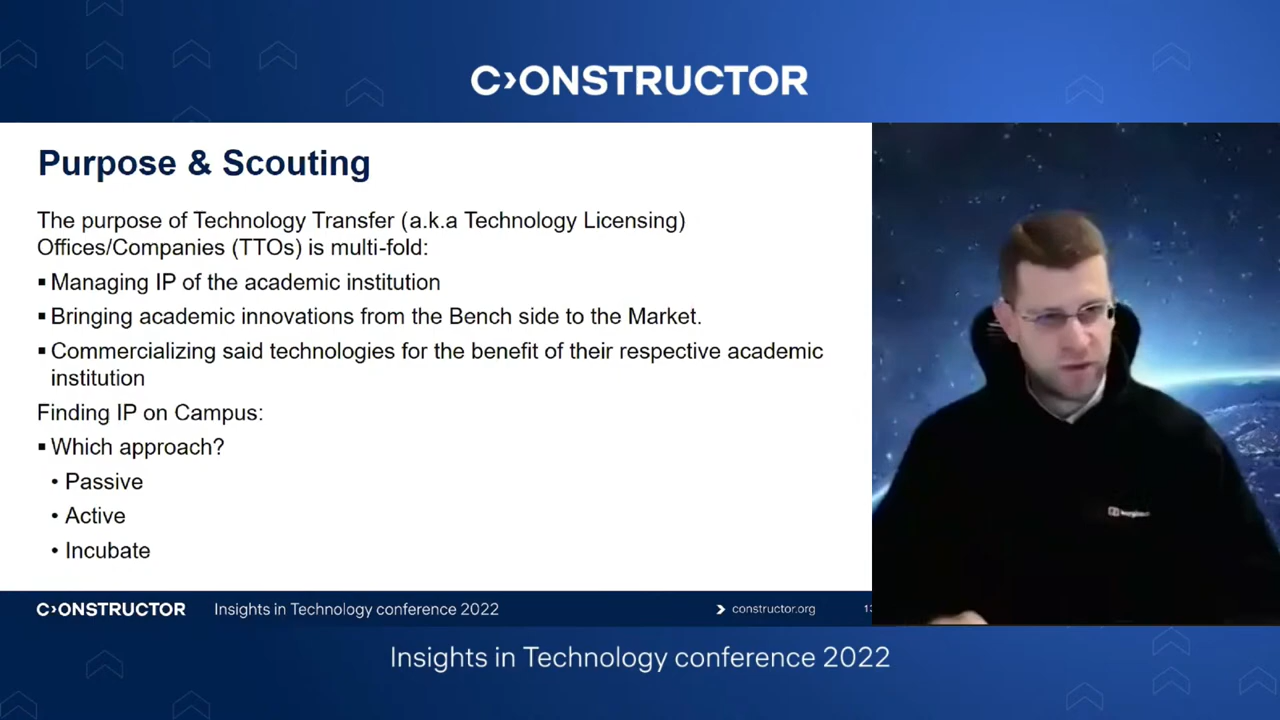 C›ONSTRUCTOR
Purpose & Scouting
The purpose of Technology Transfer (a.k.a Technology Licensing)
Offices/Companies (TTOs) is multi-fold:
▪ Managing IP of the academic institution
▪ Bringing academic innovations from the Bench side to the Market.
▪ Commercializing said technologies for the benefit of their respective academic
institution
Finding IP on Campus:
▪ Which approach?
• Passive
• Active
• Incubate
C›ONSTRUCTOR Insights in Technology conference 2022 constructor.org
Insights in Technology conference 2022